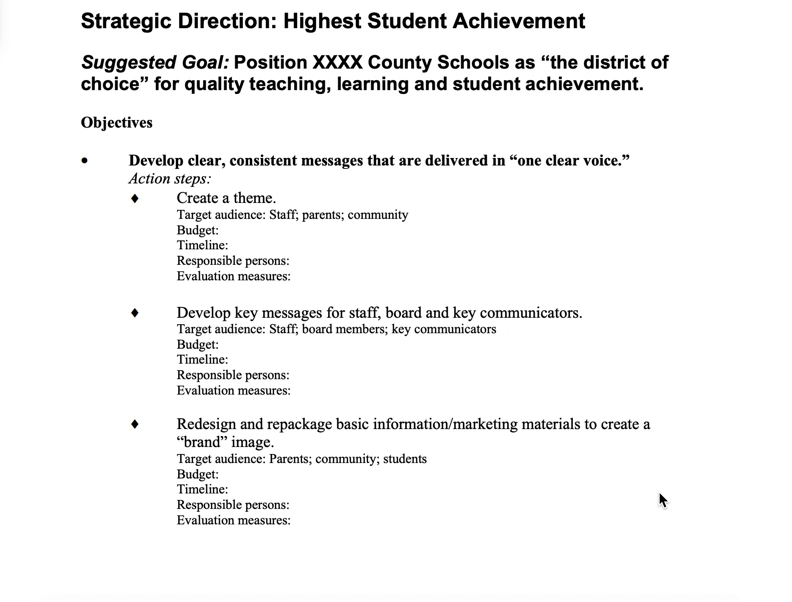 Strategic Direction: Highest Student Achievement
Suggested Goal: Position XXXX County Schools as “the district of
choice” for quality teaching, learning and student achievement.
Objectives
• Develop clear, consistent messages that are delivered in “one clear voice.”
Action steps:
♦ Create a theme.
Target audience: Staff; parents; community
Budget:
Timeline:
Responsible persons:
Evaluation measures:
♦ Develop key messages for staff, board and key communicators.
Target audience: Staff; board members; key communicators
Budget:
Timeline:
Responsible persons:
Evaluation measures:
♦ Redesign and repackage basic information/marketing materials to create a
“brand” image.
Target audience: Parents; community; students
Budget:
Timeline:
Responsible persons:
Evaluation measures: